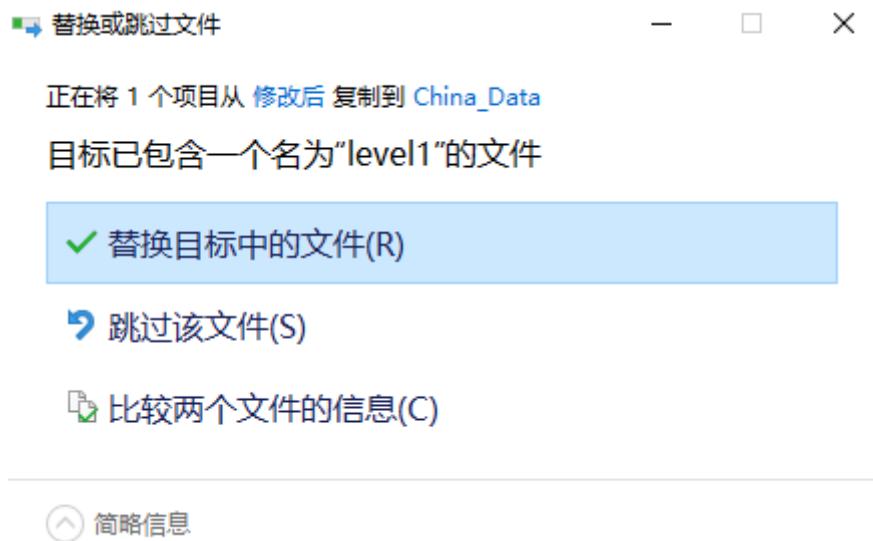 替换或跳过文件
正在将 1 个项目从 修改后 复制到 China_Data
目标已包含一个名为“level1”的文件
替换目标中的文件(R)
跳过该文件(S)
比较两个文件的信息(C)
简略信息